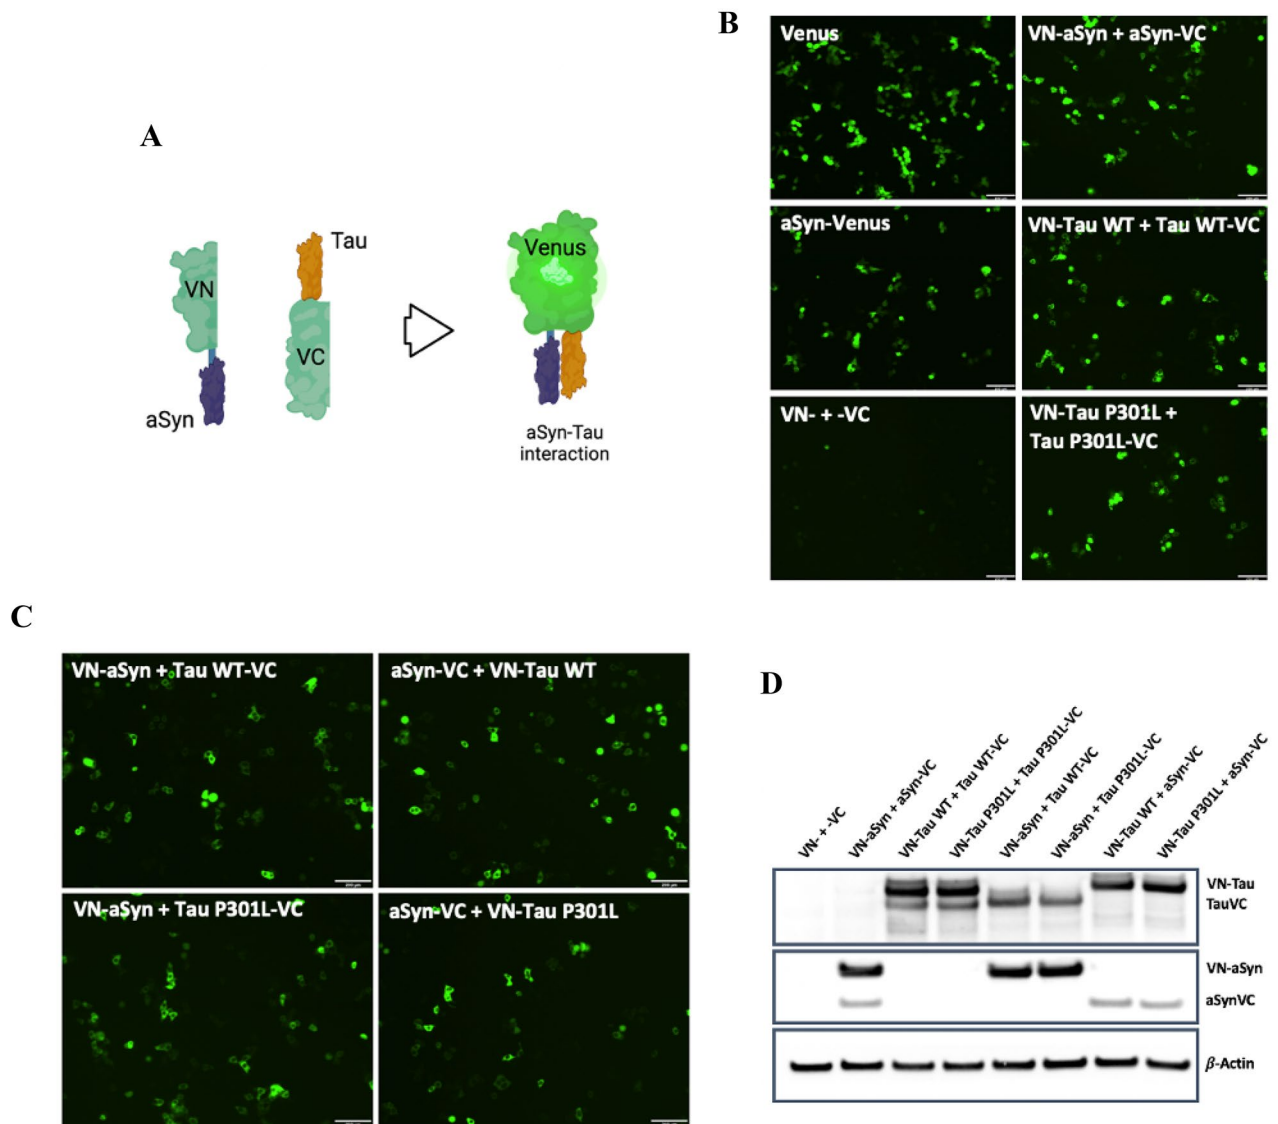 A
VN
aSyn
Tau
VC
Venus
aSyn-Tau
interaction
B
Venus
VN-aSyn + aSyn-VC
aSyn-Venus
VN-Tau WT + Tau WT-VC
VN- + -VC
VN-Tau P301L +
Tau P301L-VC
C
VN-aSyn + Tau WT-VC
aSyn-VC + VN-Tau WT
VN-aSyn + Tau P301L-VC
aSyn-VC + VN-Tau P301L
D
VN- + -VC
VN-aSyn + aSyn-VC
VN-Tau WT + Tau WT-VC
VN-Tau P301L + Tau P301L-VC
VN-aSyn + Tau WT-VC
VN-aSyn + Tau P301L-VC
VN-Tau WT + aSyn-VC
VN-Tau P301L + aSyn-VC
VN-Tau
TauVC
VN-aSyn
aSynVC
β-Actin